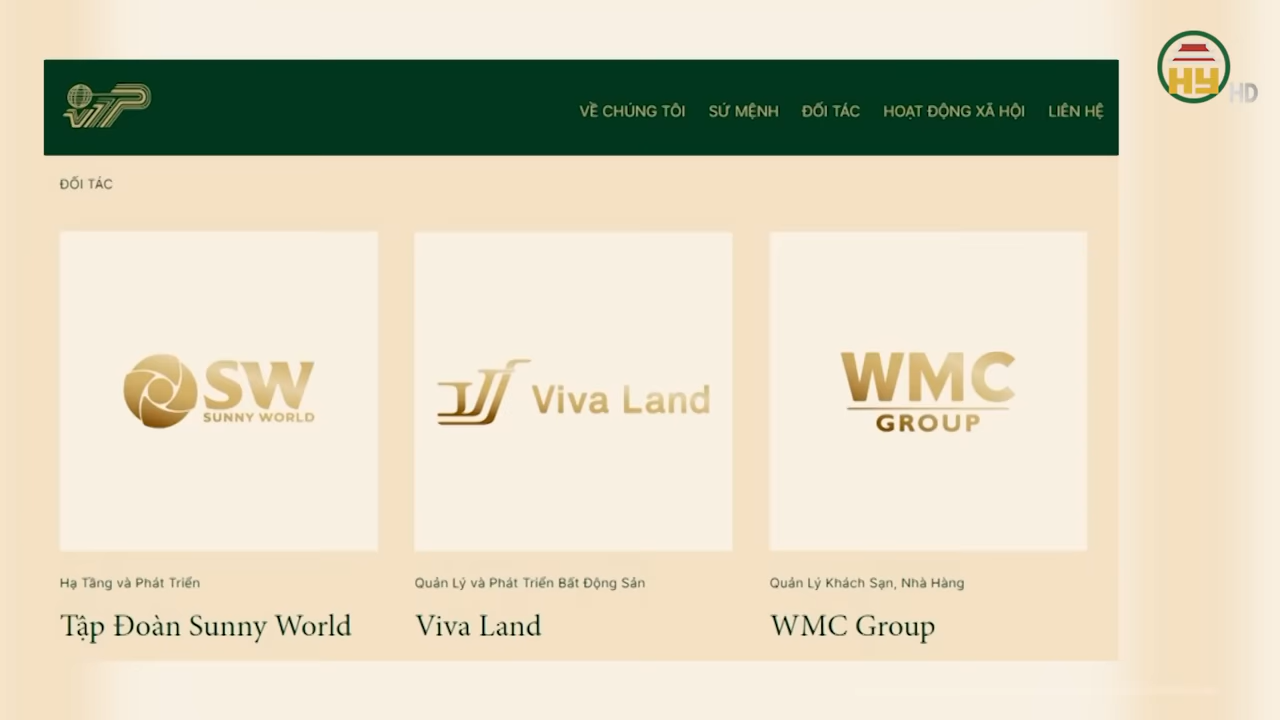 VTP
VỀ CHÚNG TÔI SỨ MỆNH ĐỐI TÁC HOẠT ĐỘNG XÃ HỘI LIÊN HỆ
HY
HD
ĐỐI TÁC
SW
SUNNY WORLD
Viva Land
WMC
GROUP
Hạ Tầng và Phát Triển
Tập Đoàn Sunny World
Quản Lý và Phát Triển Bất Động Sản
Viva Land
Quản Lý Khách Sạn, Nhà Hàng
WMC Group